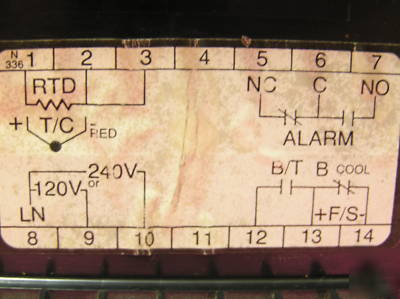 N
336
1 2 3 4 5 6 7
RTD
NC C NO
+ T/C - RED
ALARM
240V
120V or
B/T B COOL
LN
+F/S-
8 9 10 11 12 13 14